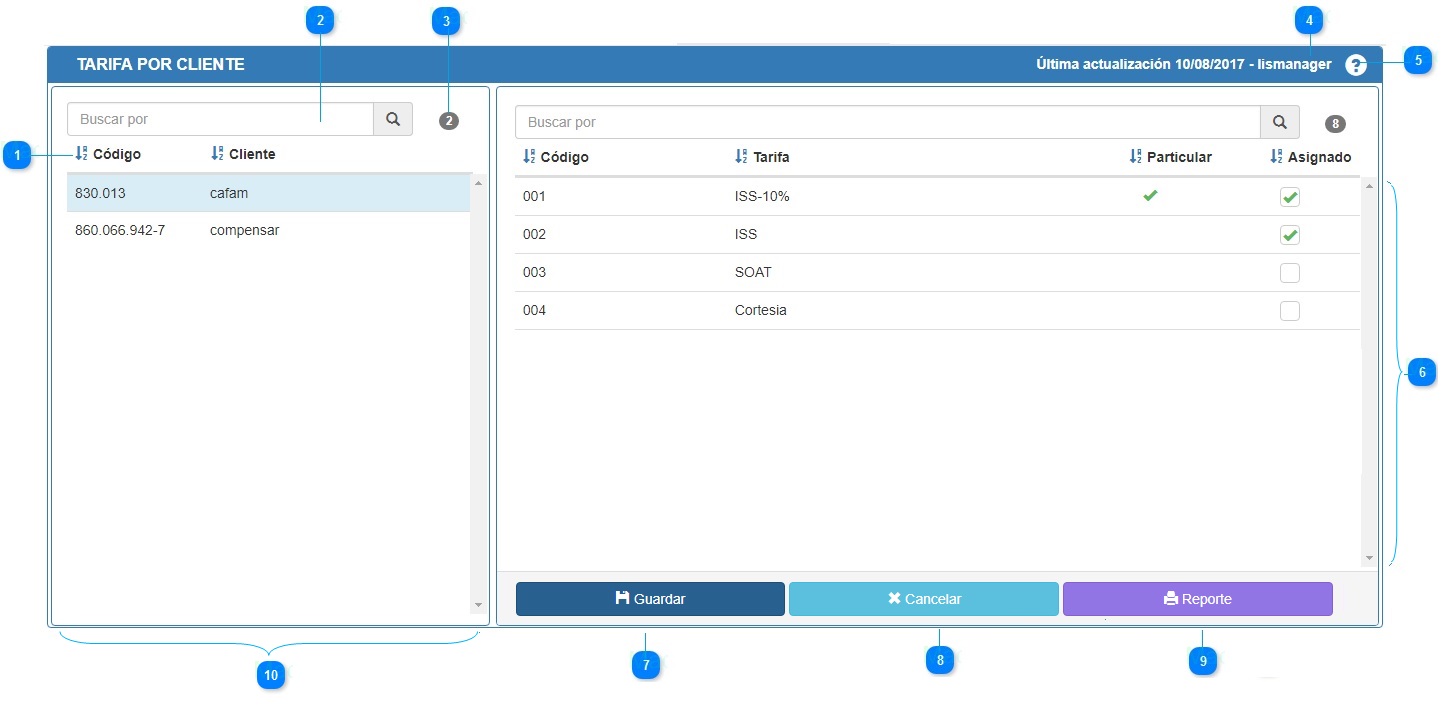 2
3
4
TARIFA POR CLIENTE
Última actualización 10/08/2017 - lismanager
?
5
Buscar por
2
1
Código
Cliente
830.013
cafam
860.066.942-7
compensar
Buscar por
8
Código
Tarifa
Particular
Asignado
001
ISS-10%
002
ISS
003
SOAT
004
Cortesia
6
Guardar
Cancelar
Reporte
10
7
8
9